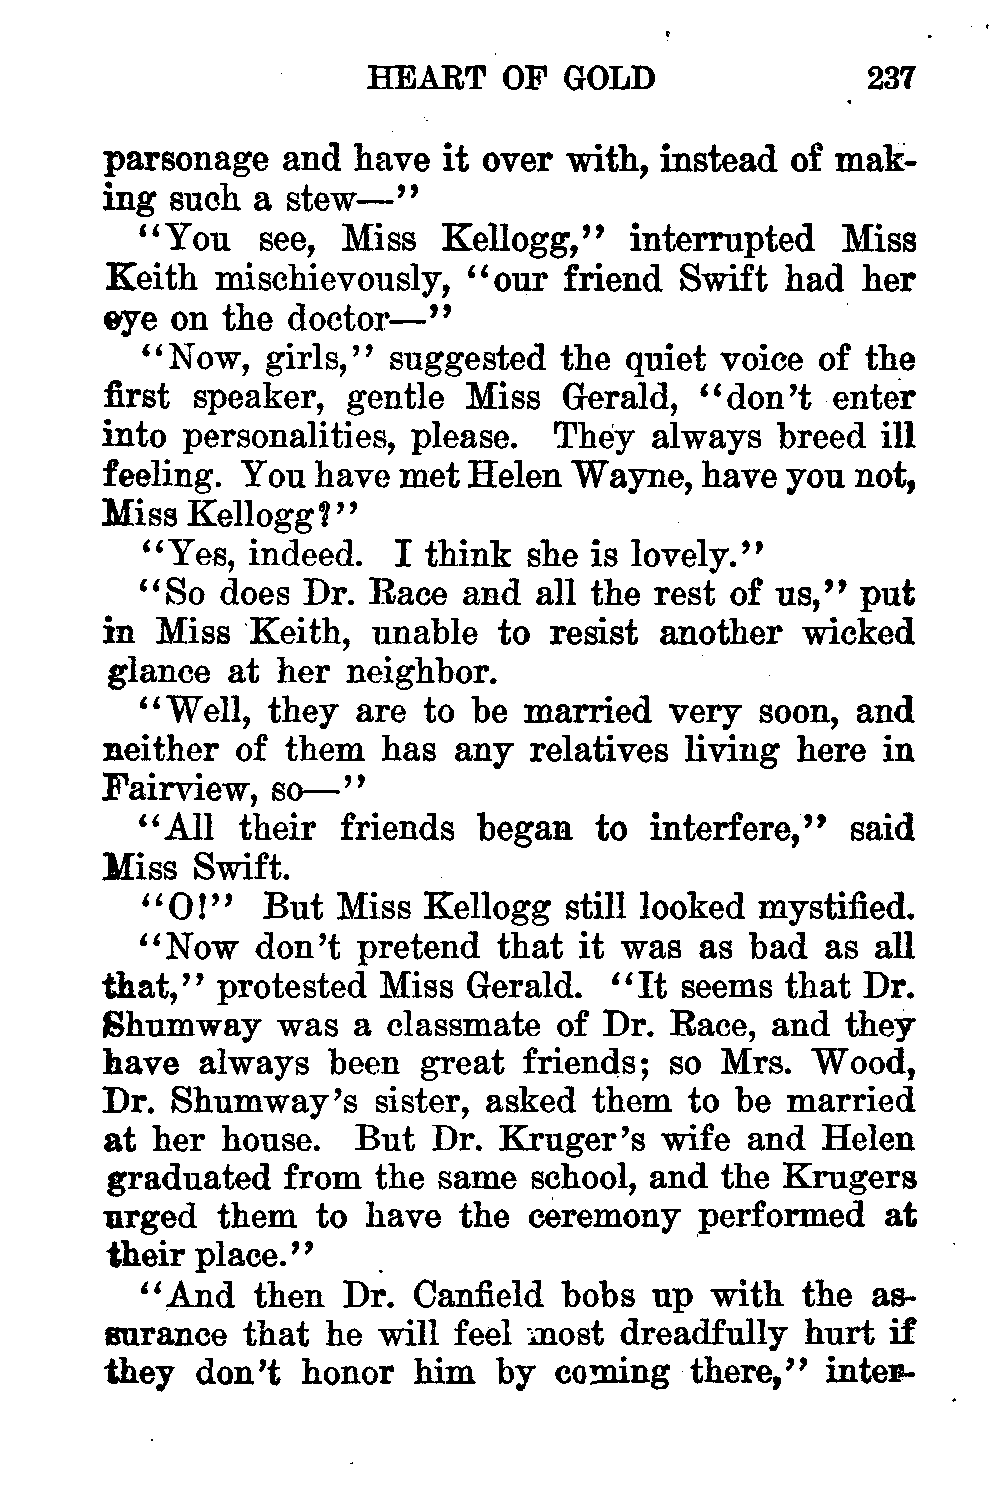 HEART OF GOLD 237
parsonage and have it over with, instead of mak-
ing such a stew—"
"You see, Miss Kellogg," interrupted Miss
Keith mischievously, "our friend Swift had her
eye on the doctor—"
"Now, girls," suggested the quiet voice of the
first speaker, gentle Miss Gerald, "don't enter
into personalities, please. They always breed ill
feeling. You have met Helen Wayne, have you not,
Miss Kellogg?"
"Yes, indeed. I think she is lovely."
"So does Dr. Race and all the rest of us," put
in Miss Keith, unable to resist another wicked
glance at her neighbor.
"Well, they are to be married very soon, and
neither of them has any relatives living here in
Fairview, so—"
"All their friends began to interfere," said
Miss Swift.
"O!" But Miss Kellogg still looked mystified.
"Now don't pretend that it was as bad as all
that," protested Miss Gerald. "It seems that Dr.
Shumway was a classmate of Dr. Race, and they
have always been great friends; so Mrs. Wood,
Dr. Shumway's sister, asked them to be married
at her house. But Dr. Kruger's wife and Helen
graduated from the same school, and the Krugers
urged them to have the ceremony performed at
their place."
"And then Dr. Canfield bobs up with the as-
surance that he will feel most dreadfully hurt if
they don't honor him by coming there," inter-